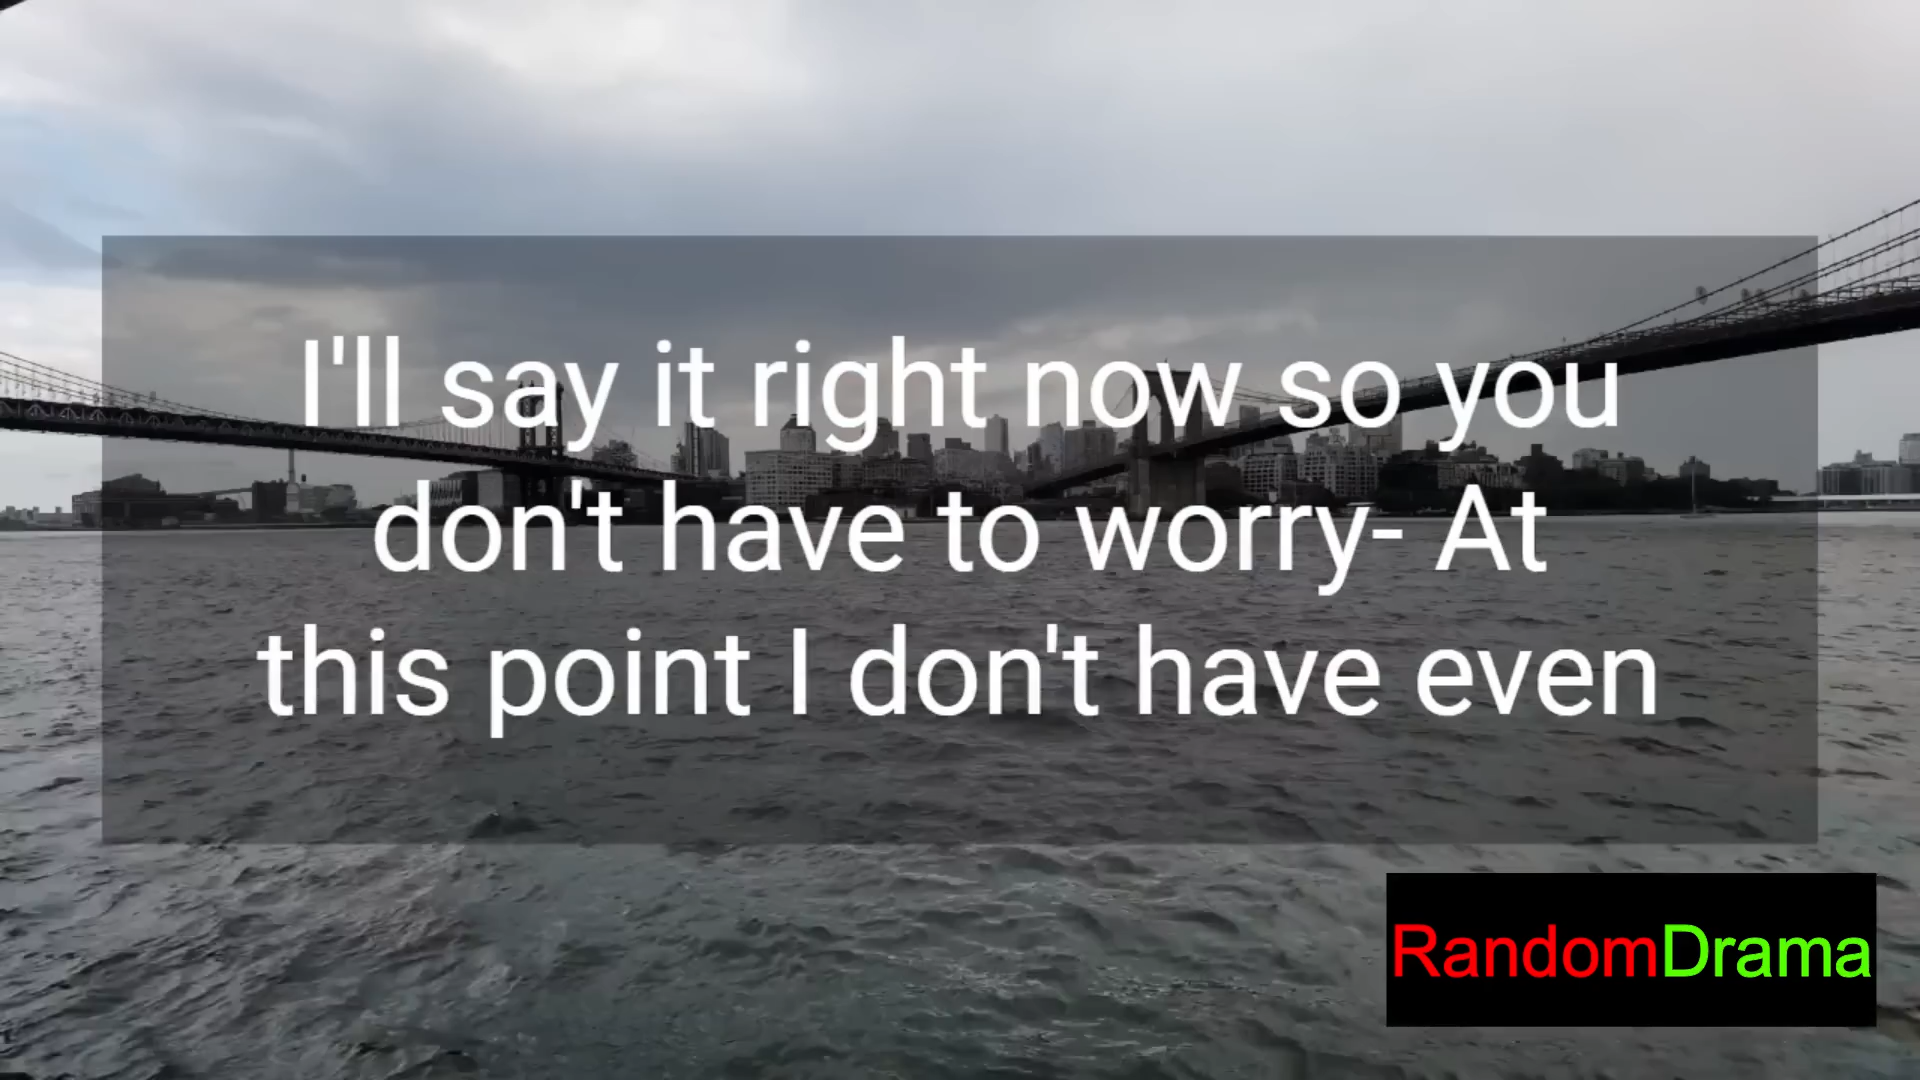 I'll say it right now so you
don't have to worry- At
this point I don't have even
RandomDrama